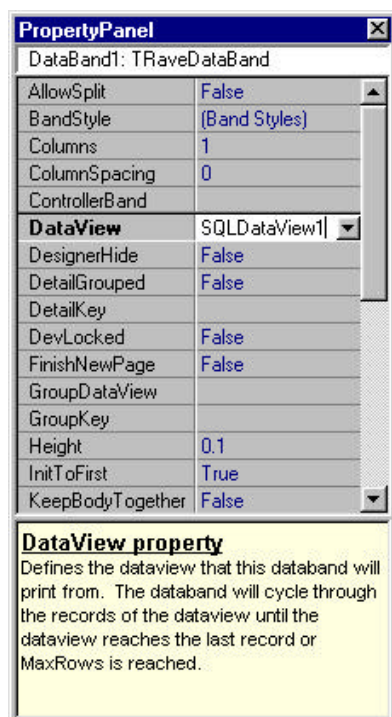 PropertyPanel
DataBand1: TRaveDataBand
AllowSplit False
BandStyle (Band Styles)
Columns 1
ColumnSpacing 0
ControllerBand
DataView SQLDataView1
DesignerHide False
DetailGrouped False
DetailKey
DevLocked False
FinishNewPage False
GroupDataView
GroupKey
Height 0.1
InitToFirst True
KeepBodyTogether False
DataView property
Defines the dataview that this databand will
print from. The databand will cycle through
the records of the dataview until the
dataview reaches the last record or
MaxRows is reached.